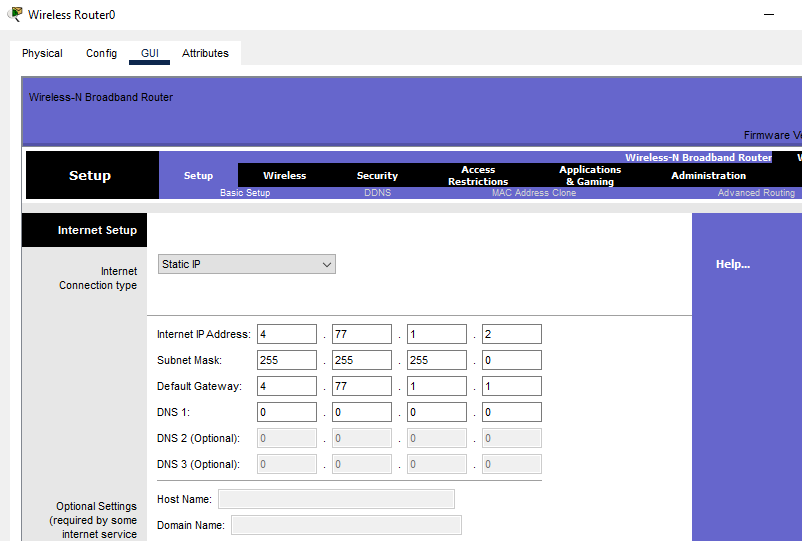 Wireless Router0
Physical Config GUI Attributes
Wireless-N Broadband Router
Firmware Ve
Wireless-N Broadband Router W
Setup Setup Wireless Security Access Restrictions Applications & Gaming Administration
Basic Setup DDNS MAC Address Clone Advanced Routing
Internet Setup
Internet
Connection type
Static IP
Help...
Internet IP Address: 4 . 77 . 1 . 2
Subnet Mask: 255 . 255 . 255 . 0
Default Gateway: 4 . 77 . 1 . 1
DNS 1: 0 . 0 . 0 . 0
DNS 2 (Optional): 0 . 0 . 0 . 0
DNS 3 (Optional): 0 . 0 . 0 . 0
Optional Settings
(required by some
internet service
Host Name:
Domain Name: